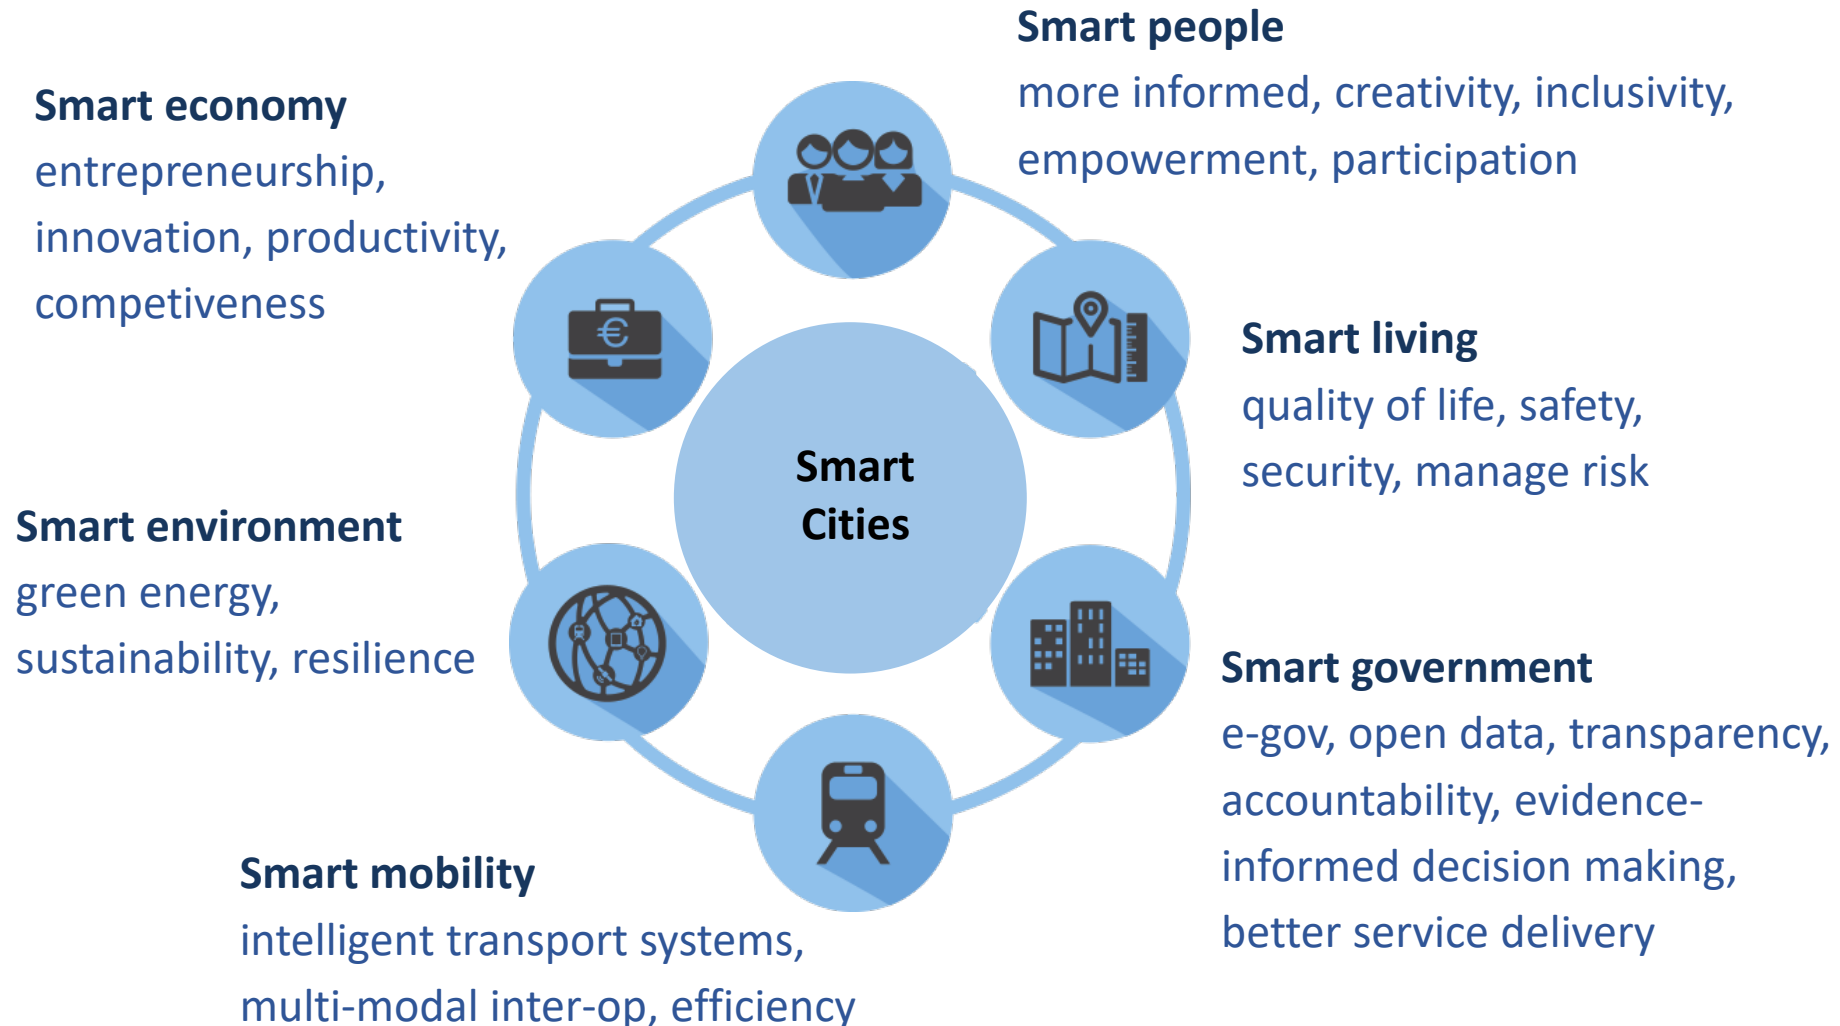 Smart people
more informed, creativity, inclusivity,
empowerment, participation
Smart economy
entrepreneurship,
innovation, productivity,
competiveness
€
Smart living
quality of life, safety,
security, manage risk
Smart
Cities
Smart environment
green energy,
sustainability, resilience
Smart government
e-gov, open data, transparency,
accountability, evidence-
informed decision making,
better service delivery
Smart mobility
intelligent transport systems,
multi-modal inter-op, efficiency